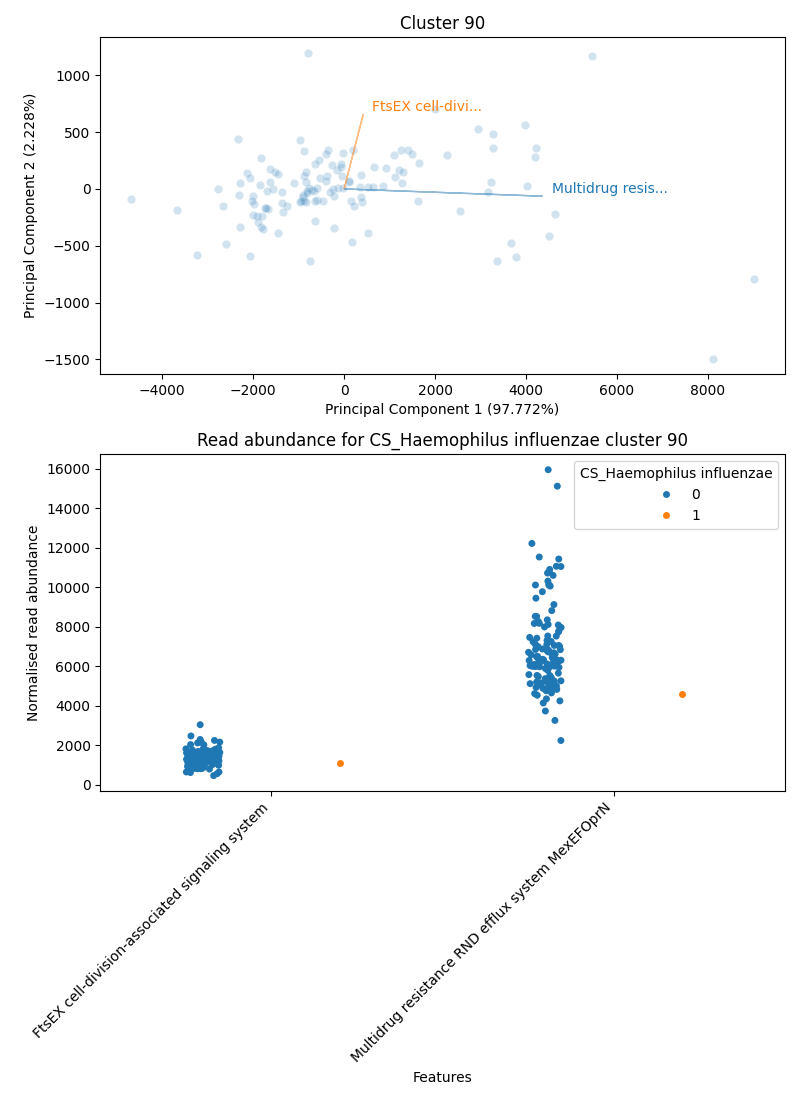 Cluster 90
Principal Component 2 (2.228%)
1000
500
0
−500
−1000
−1500
FtsEX cell-divi...
Multidrug resis...
−4000 −2000 0 2000 4000 6000 8000
Principal Component 1 (97.772%)
Read abundance for CS_Haemophilus influenzae cluster 90
Normalised read abundance
16000
14000
12000
10000
8000
6000
4000
2000
0
CS_Haemophilus influenzae
0
1
FtsEX cell-division-associated signaling system
Multidrug resistance RND efflux system MexEFOprN
Features